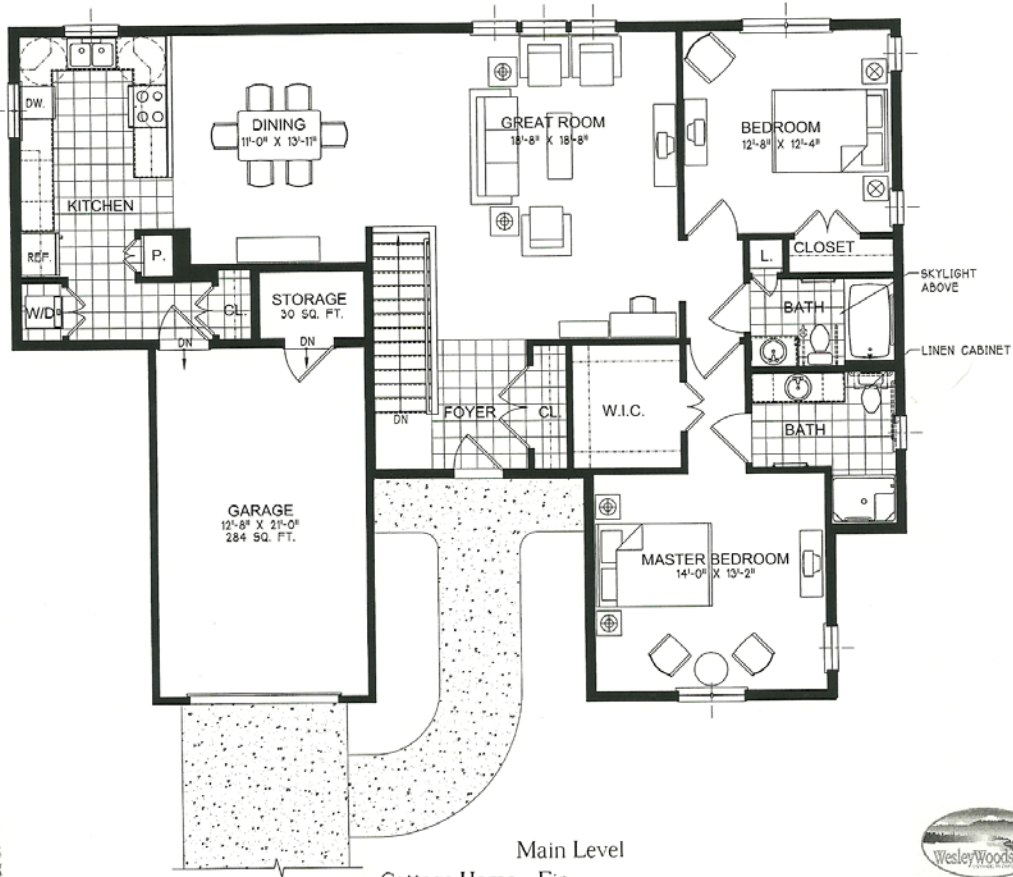 DW.
DINING
11'-0" X 13'-11"
GREAT ROOM
18'-8" X 18'-8"
BEDROOM
12'-8" X 12'-4"
KITCHEN
REF.
P.
CLOSET
L.
SKYLIGHT
ABOVE
W/D
CL.
STORAGE
30 SQ. FT.
BATH
DN
DN
LINEN CABINET
DN
FOYER
CL.
W.I.C.
BATH
GARAGE
12'-8" X 21'-0"
284 SQ. FT.
MASTER BEDROOM
14'-0" X 13'-2"
Main Level
WesleyWoods